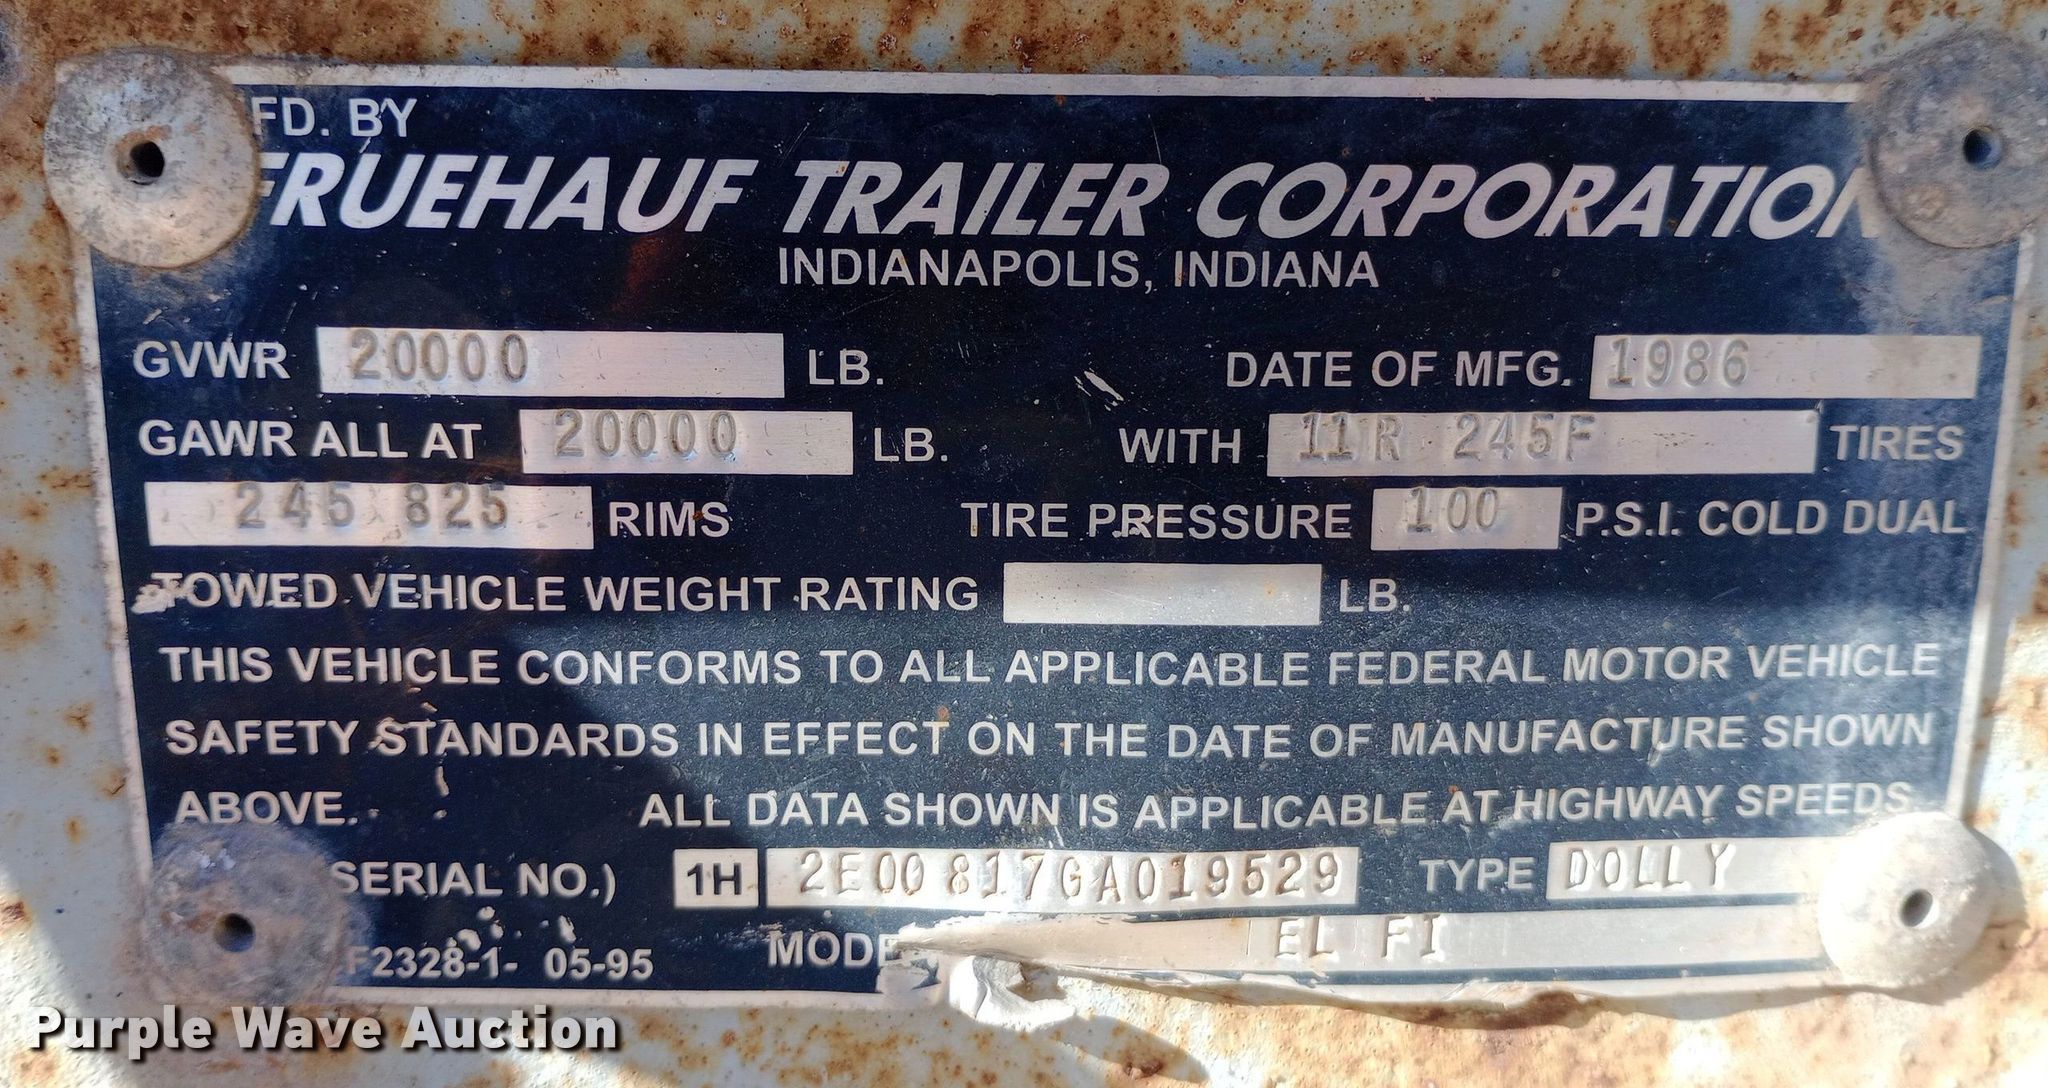 FD. BY
FRUEHAUF TRAILER CORPORATION
INDIANAPOLIS, INDIANA
GVWR 20000 LB. DATE OF MFG. 1986
GAWR ALL AT 20000 LB. WITH 11R 245F TIRES
245 825 RIMS TIRE PRESSURE 100 P.S.I. COLD DUAL
TOWED VEHICLE WEIGHT RATING LB.
THIS VEHICLE CONFORMS TO ALL APPLICABLE FEDERAL MOTOR VEHICLE
SAFETY STANDARDS IN EFFECT ON THE DATE OF MANUFACTURE SHOWN
ABOVE. ALL DATA SHOWN IS APPLICABLE AT HIGHWAY SPEEDS
SERIAL NO.) 1H 2E00817GA019529 TYPE DOLLY
F2328-1- 05-95 MODE EL FI
Purple Wave Auction